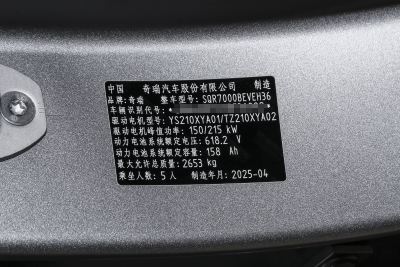 中国 奇瑞汽车股份有限公司 制造
品牌：奇瑞 整车型号：SQR7000BEVEH36
车辆识别代号：*
驱动电机型号：YS210XYA01/TZ210XYA02
驱动电机峰值功率：150/215 kW
动力电池系统额定电压：618.2 V
动力电池系统额定容量：158 Ah
最大允许总质量：2653 kg
乘坐人数：5 人 制造年月：2025-04